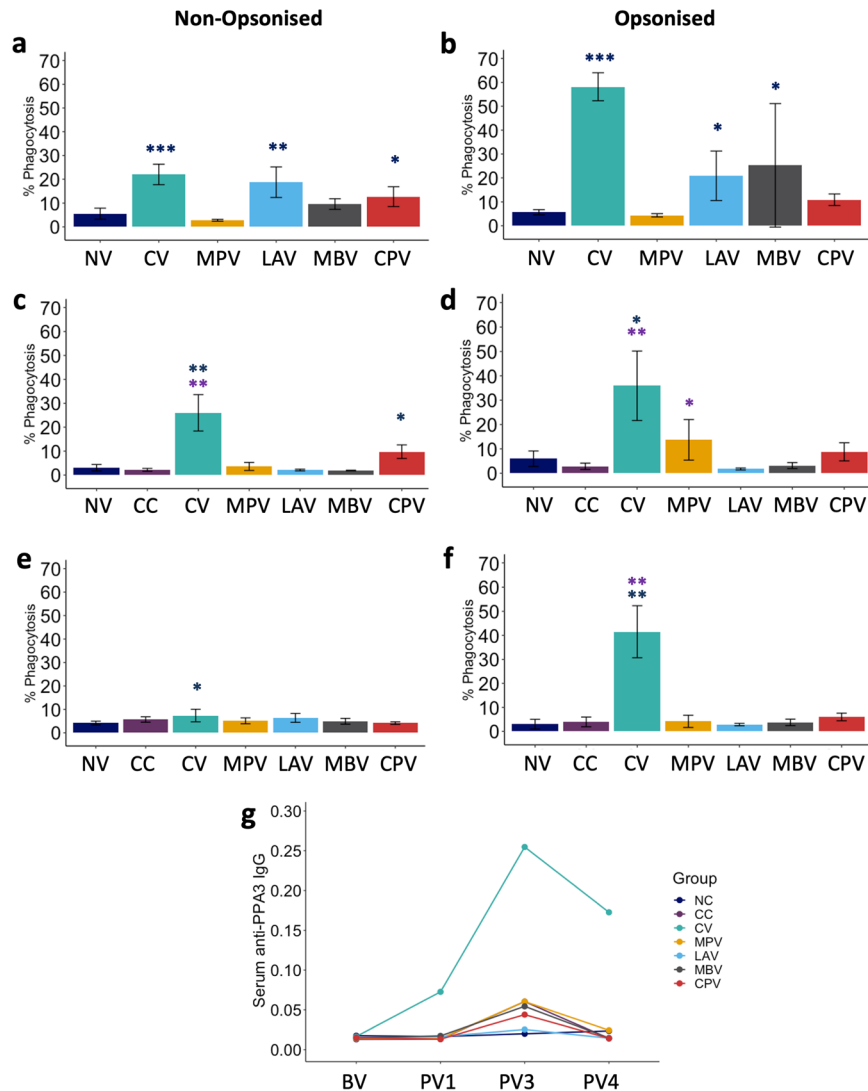 Non-Opsonised
Opsonised
a
% Phagocytosis
70
60
50
40
30
20
10
0
***
**
*
NV CV MPV LAV MBV CPV
b
% Phagocytosis
70
60
50
40
30
20
10
0
***
*
*
NV CV MPV LAV MBV CPV
c
% Phagocytosis
70
60
50
40
30
20
10
0
**
**
*
NV CC CV MPV LAV MBV CPV
d
% Phagocytosis
70
60
50
40
30
20
10
0
*
**
*
NV CC CV MPV LAV MBV CPV
e
% Phagocytosis
70
60
50
40
30
20
10
0
*
NV CC CV MPV LAV MBV CPV
f
% Phagocytosis
70
60
50
40
30
20
10
0
**
**
NV CC CV MPV LAV MBV CPV
g
Serum anti-PPA3 IgG
0.30
0.25
0.20
0.15
0.10
0.05
0.00
BV PV1 PV3 PV4
Group
NC
CC
CV
MPV
LAV
MBV
CPV